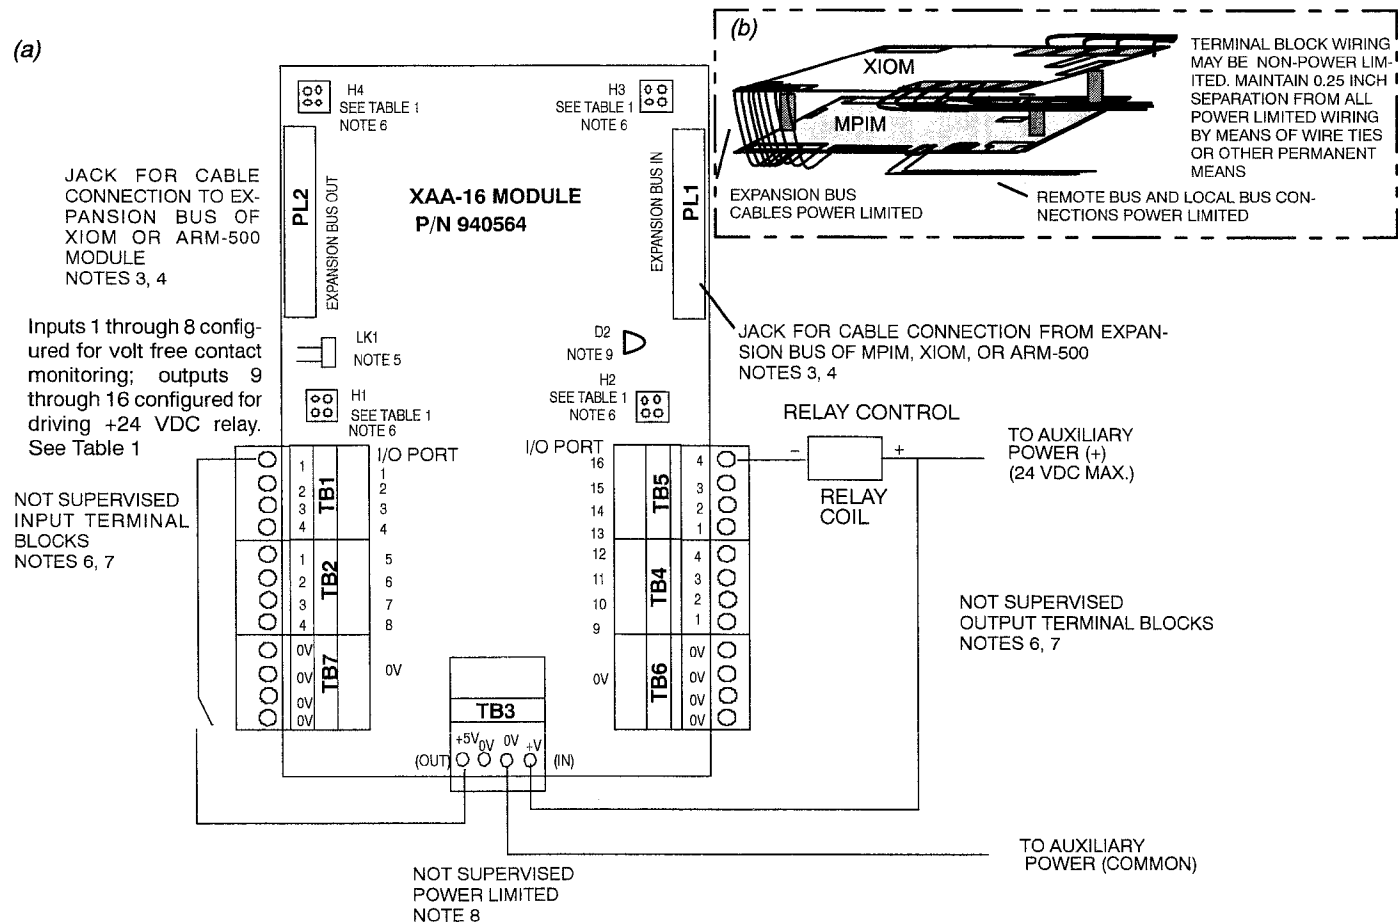 (a)
(b)
XIOM
MPIM
TERMINAL BLOCK WIRING
MAY BE NON-POWER LIM-
ITED. MAINTAIN 0.25 INCH
SEPARATION FROM ALL
POWER LIMITED WIRING
BY MEANS OF WIRE TIES
OR OTHER PERMANENT
MEANS
EXPANSION BUS
CABLES POWER LIMITED
REMOTE BUS AND LOCAL BUS CON-
NECTIONS POWER LIMITED
H4
SEE TABLE 1
NOTE 6
H3
SEE TABLE 1
NOTE 6
JACK FOR CABLE
CONNECTION TO EX-
PANSION BUS OF
XIOM OR ARM-500
MODULE
NOTES 3, 4
PL2
EXPANSION BUS OUT
XAA-16 MODULE
P/N 940564
EXPANSION BUS IN
PL1
Inputs 1 through 8 config-
ured for volt free contact
monitoring; outputs 9
through 16 configured for
driving +24 VDC relay.
See Table 1
LK1
NOTE 5
D2
NOTE 9
JACK FOR CABLE CONNECTION FROM EXPAN-
SION BUS OF MPIM, XIOM, OR ARM-500
NOTES 3, 4
H1
SEE TABLE 1
NOTE 6
H2
SEE TABLE 1
NOTE 6
RELAY CONTROL
− +
RELAY
COIL
TO AUXILIARY
POWER (+)
(24 VDC MAX.)
NOT SUPERVISED
INPUT TERMINAL
BLOCKS
NOTES 6, 7
I/O PORT
1
2
3
4
TB1
1
2
3
4
1
2
3
4
TB2
5
6
7
8
0V
0V
0V
0V
TB7
0V
I/O PORT
16
15
14
13
TB5
4
3
2
1
12
11
10
9
TB4
4
3
2
1
0V
TB6
0V
0V
0V
0V
NOT SUPERVISED
OUTPUT TERMINAL BLOCKS
NOTES 6, 7
TB3
+5V 0V 0V +V
(OUT) (IN)
NOT SUPERVISED
POWER LIMITED
NOTE 8
TO AUXILIARY
POWER (COMMON)